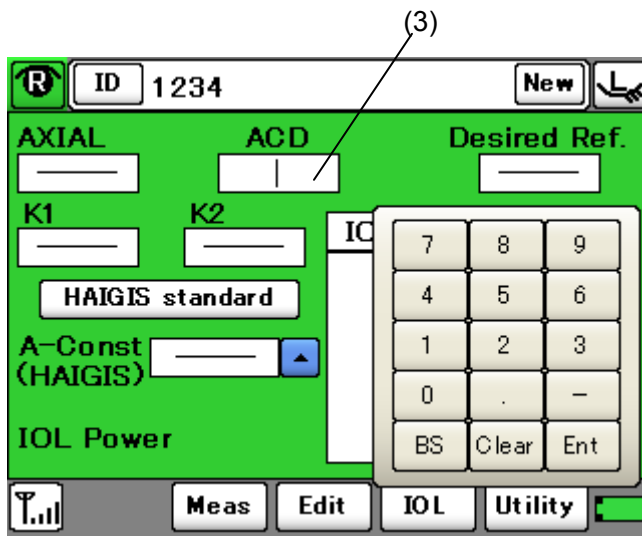 (3)
R ID 1234 New
AXIAL ACD Desired Ref.
K1 K2
7 8 9
HAIGIS standard
4 5 6
A-Const
(HAIGIS)
1 2 3
0 . −
IOL Power
BS Clear Ent
Meas Edit IOL Utility